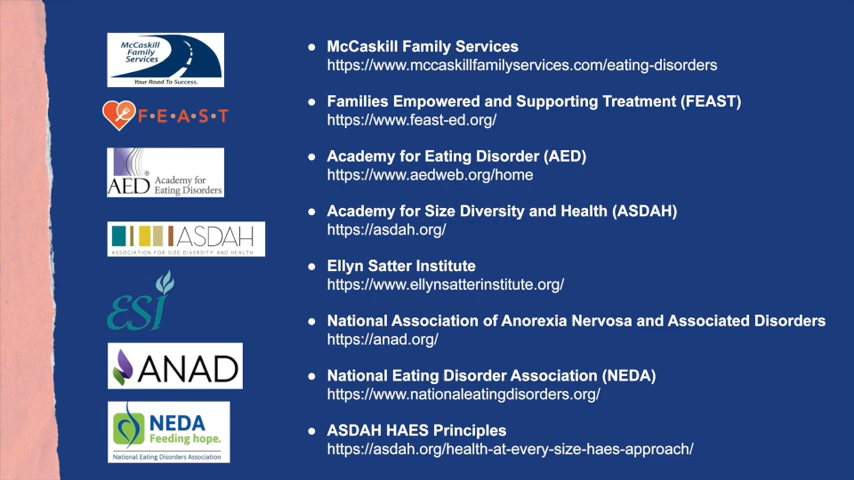 McCaskill
Family
Services
Your Road To Success.
F•E•A•S•T
AED®
Academy for
Eating Disorders
ASDAH
ASSOCIATION FOR SIZE DIVERSITY AND HEALTH
ESI
ANAD
NEDA
Feeding hope.
National Eating Disorders Association
● McCaskill Family Services
https://www.mccaskillfamilyservices.com/eating-disorders
● Families Empowered and Supporting Treatment (FEAST)
https://www.feast-ed.org/
● Academy for Eating Disorder (AED)
https://www.aedweb.org/home
● Academy for Size Diversity and Health (ASDAH)
https://asdah.org/
● Ellyn Satter Institute
https://www.ellynsatterinstitute.org/
● National Association of Anorexia Nervosa and Associated Disorders
https://anad.org/
● National Eating Disorder Association (NEDA)
https://www.nationaleatingdisorders.org/
● ASDAH HAES Principles
https://asdah.org/health-at-every-size-haes-approach/